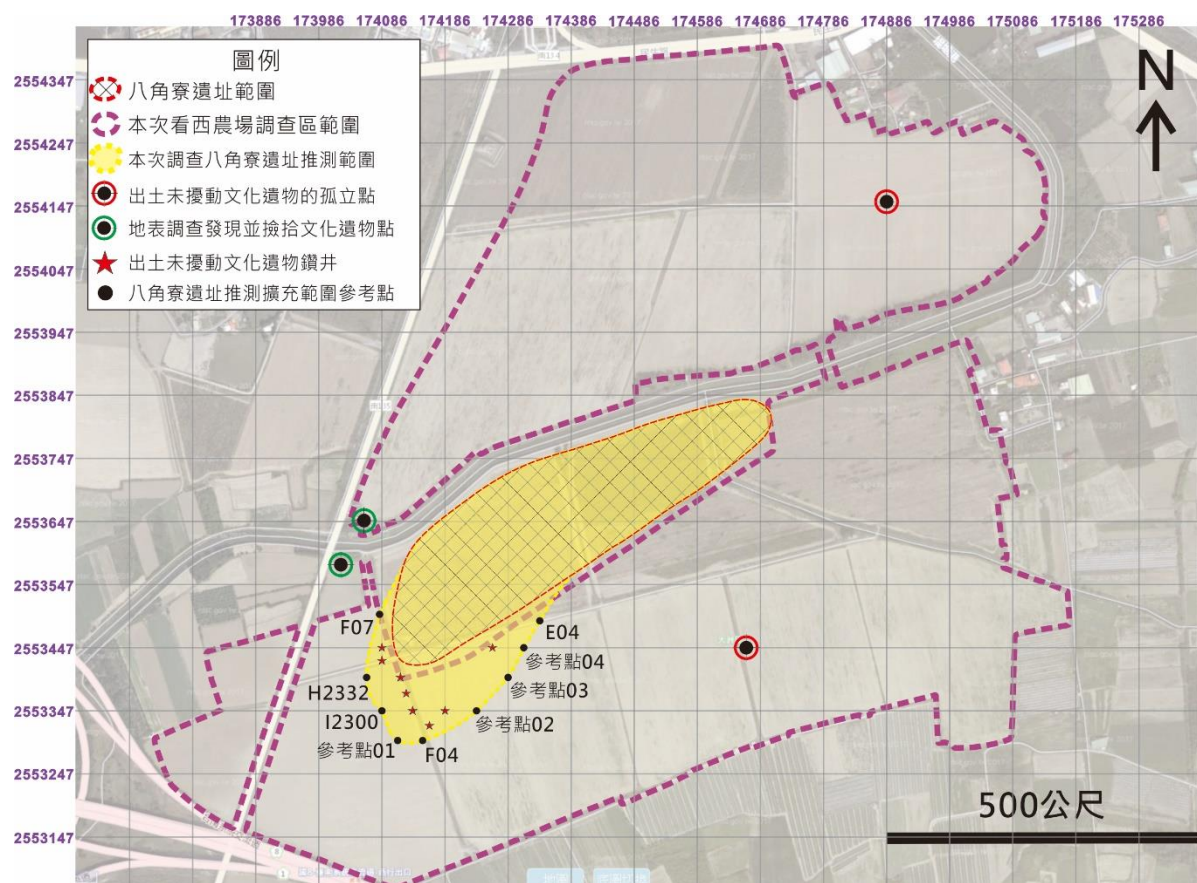 173886 173986 174086 174186 174286 174386 174486 174586 174686 174786 174886 174986 175086 175186 175286
圖例
八角寮遺址範圍
本次看西農場調查區範圍
本次調查八角寮遺址推測範圍
出土未擾動文化遺物的孤立點
地表調查發現並撿拾文化遺物點
出土未擾動文化遺物鑽井
八角寮遺址推測擴充範圍參考點
N
2554347
2554247
2554147
2554047
2553947
2553847
2553747
2553647
2553547
2553447
2553347
2553247
2553147
F07
E04
參考點04
H2332
參考點03
I2300
參考點02
參考點01
F04
500公尺